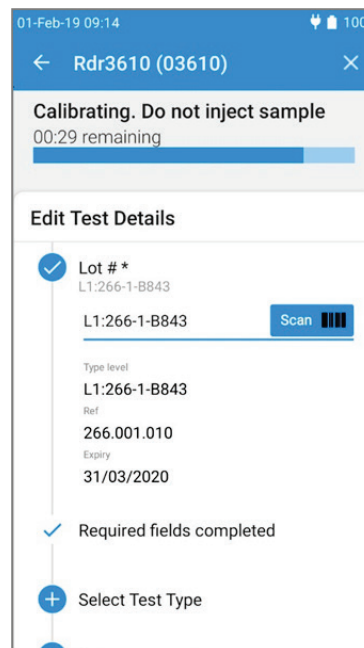 01-Feb-19 09:14 100
Rdr3610 (03610)
Calibrating. Do not inject sample
00:29 remaining
Edit Test Details
Lot # *
L1:266-1-B843
L1:266-1-B843 Scan
Type level
L1:266-1-B843
Ref
266.001.010
Expiry
31/03/2020
Required fields completed
Select Test Type